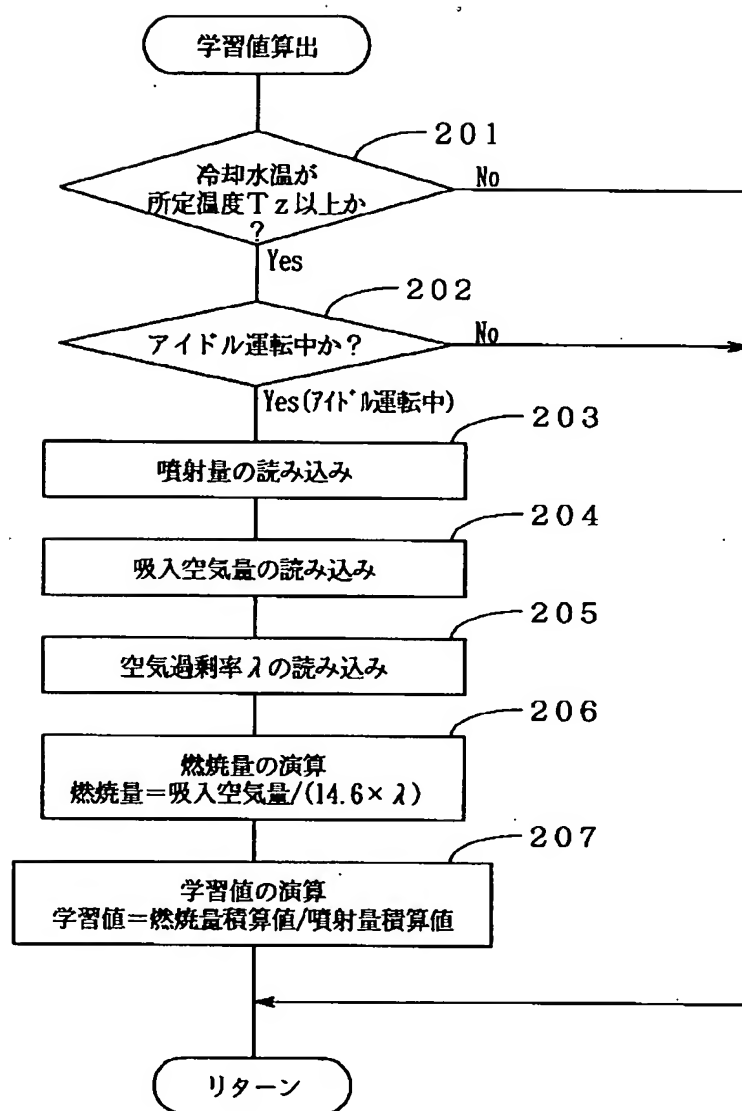 学習値算出
201
冷却水温が
所定温度Ｔｚ以上か
？
No
Yes
202
アイドル運転中か？
No
Yes(ｱｲﾄﾞﾙ運転中)
203
噴射量の読み込み
204
吸入空気量の読み込み
205
空気過剰率λの読み込み
206
燃焼量の演算
燃焼量＝吸入空気量/(14.6×λ)
207
学習値の演算
学習値＝燃焼量積算値/噴射量積算値
リターン